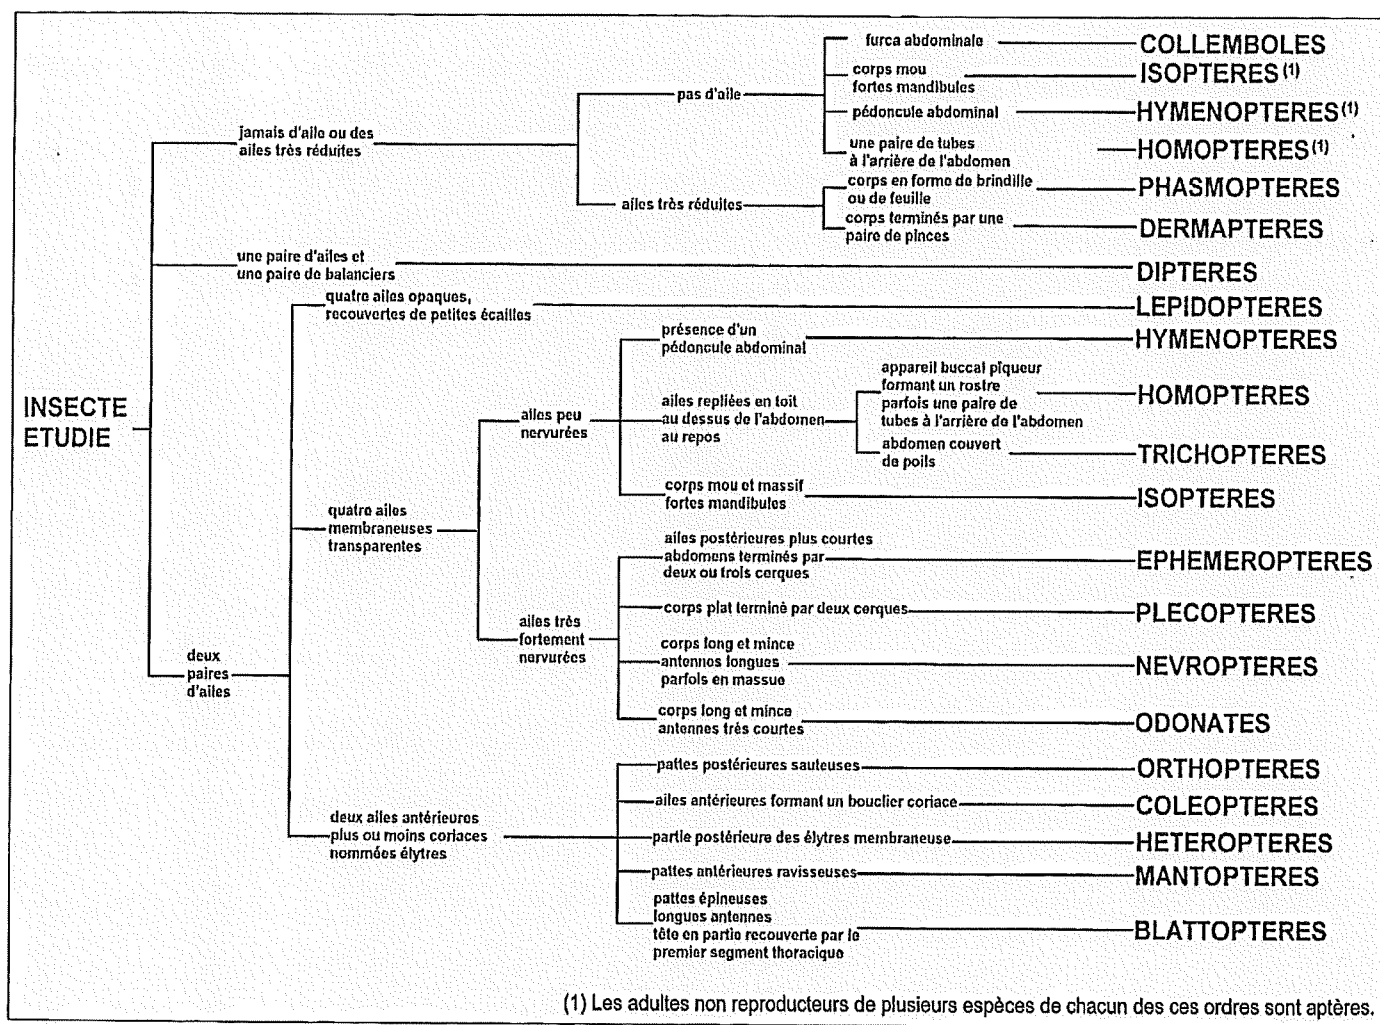 furca abdominale
COLLEMBOLES
corps mou
fortes mandibules
ISOPTERES (1)
pas d'aile
pédoncule abdominal
HYMENOPTERES (1)
jamais d'aile ou des
ailes très réduites
une paire de tubes
à l'arrière de l'abdomen
HOMOPTERES (1)
corps en forme de brindille
ou de feuille
PHASMOPTERES
ailes très réduites
corps terminés par une
paire de pinces
DERMAPTERES
une paire d'ailes et
une paire de balanciers
DIPTERES
quatre ailes opaques,
recouvertes de petites écailles
LEPIDOPTERES
présence d'un
pédoncule abdominal
HYMENOPTERES
INSECTE
ETUDIE
ailes peu
nervurées
ailes repliées en toit
au dessus de l'abdomen
au repos
appareil buccal piqueur
formant un rostre
parfois une paire de
tubes à l'arrière de l'abdomen
HOMOPTERES
abdomen couvert
de poils
TRICHOPTERES
corps mou et massif
fortes mandibules
ISOPTERES
quatre ailes
membraneuses
transparentes
ailes postérieures plus courtes
abdomens terminés par
deux ou trois cerques
EPHEMEROPTERES
corps plat terminé par deux cerques
PLECOPTERES
ailes très
fortement
nervurées
corps long et mince
antennes longues
parfois en massue
NEVROPTERES
deux
paires
d'ailes
corps long et mince
antennes très courtes
ODONATES
pattes postérieures sauteuses
ORTHOPTERES
ailes antérieures formant un bouclier coriace
COLEOPTERES
deux ailes antérieures
plus ou moins coriaces
nommées élytres
partie postérieure des élytres membraneuse
HETEROPTERES
pattes antérieures ravisseuses
MANTOPTERES
pattes épineuses
longues antennes
tête en partie recouverte par le
premier segment thoracique
BLATTOPTERES
(1) Les adultes non reproducteurs de plusieurs espèces de chacun des ces ordres sont aptères.